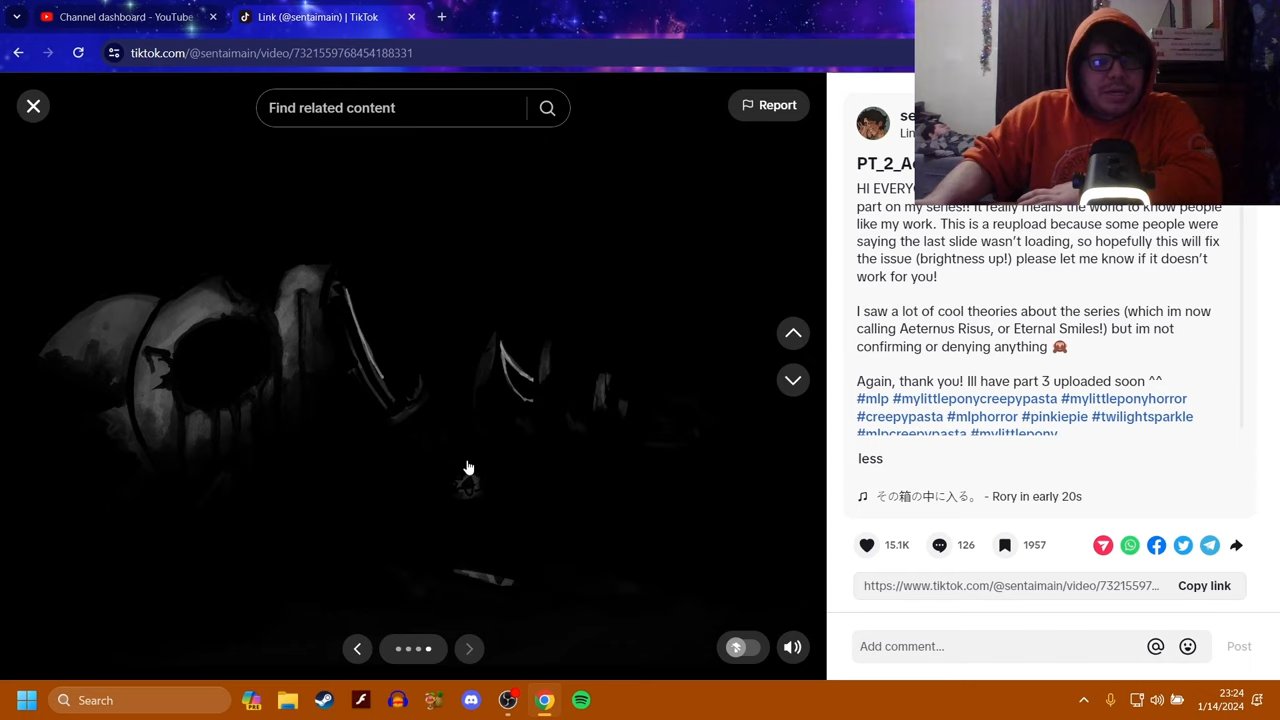 Channel dashboard - YouTube
Link (@sentaimain) | TikTok
tiktok.com/@sentaimain/video/7321559768454188331
Find related content
Report
se
Lin
PT_2_A
HI EVERYO
part on my series!! It really means the world to know people
like my work. This is a reupload because some people were
saying the last slide wasn't loading, so hopefully this will fix
the issue (brightness up!) please let me know if it doesn't
work for you!
I saw a lot of cool theories about the series (which im now
calling Aeternus Risus, or Eternal Smiles!) but im not
confirming or denying anything
Again, thank you! Ill have part 3 uploaded soon ^^
#mlp #mylittleponycreepypasta #mylittleponyhorror
#creepypasta #mlphorror #pinkiepie #twilightsparkle
#mlpcreepypasta #mylittlepony
less
その箱の中に入る。 - Rory in early 20s
15.1K
126
1957
https://www.tiktok.com/@sentaimain/video/73215597...
Copy link
Add comment...
Post
Search
PRE
23:24
1/14/2024